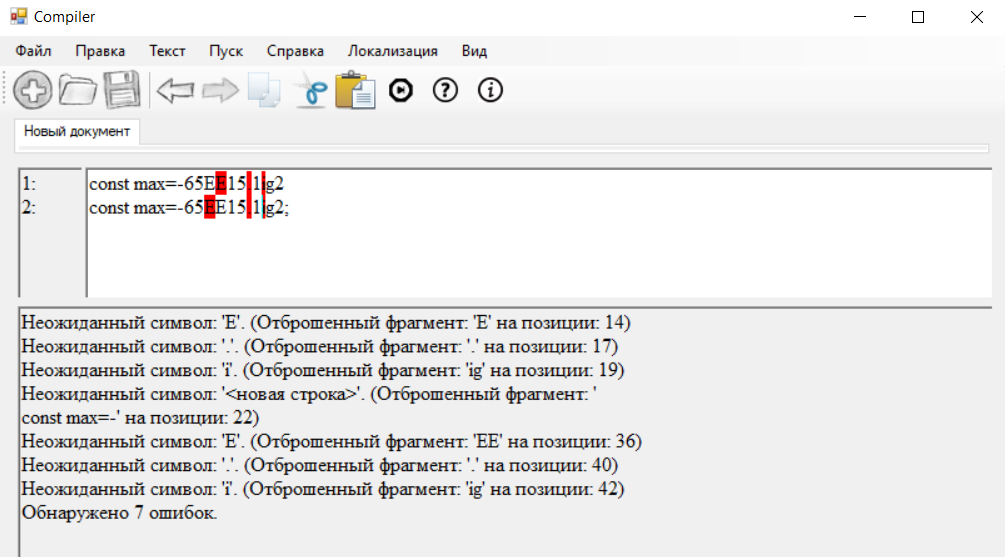 Compiler
Файл Правка Текст Пуск Справка Локализация Вид
Новый документ
1: const max=-65EE15.1ig2
2: const max=-65EE15.1ig2;
Неожиданный символ: 'E'. (Отброшенный фрагмент: 'E' на позиции: 14)
Неожиданный символ: '.'. (Отброшенный фрагмент: '.' на позиции: 17)
Неожиданный символ: 'i'. (Отброшенный фрагмент: 'ig' на позиции: 19)
Неожиданный символ: '<новая строка>'. (Отброшенный фрагмент: '
const max=-' на позиции: 22)
Неожиданный символ: 'E'. (Отброшенный фрагмент: 'EE' на позиции: 36)
Неожиданный символ: '.'. (Отброшенный фрагмент: '.' на позиции: 40)
Неожиданный символ: 'i'. (Отброшенный фрагмент: 'ig' на позиции: 42)
Обнаружено 7 ошибок.